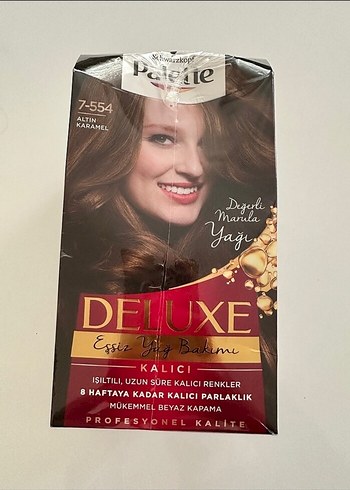 Schwarzkopf
Palette
7-554
ALTIN
KARAMEL
Değerli
Marula
Yağı
DELUXE
Eşsiz Yağ Bakımı
KALICI
IŞILTILI, UZUN SÜRE KALICI RENKLER
8 HAFTAYA KADAR KALICI PARLAKLIK
MÜKEMMEL BEYAZ KAPAMA
PROFESYONEL KALİTE